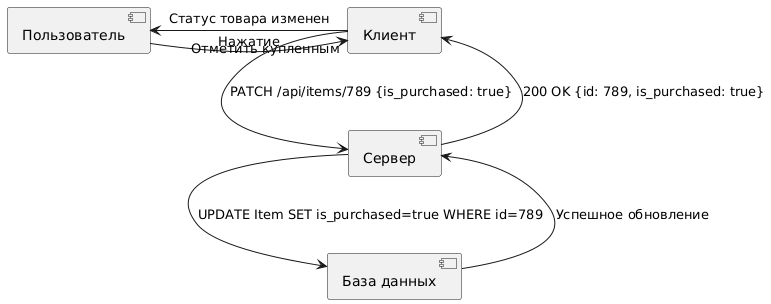 Статус товара изменен
Пользователь
Клиент
Нажатие
Отметить купленным
PATCH /api/items/789 {is_purchased: true}
200 OK {id: 789, is_purchased: true}
Сервер
UPDATE Item SET is_purchased=true WHERE id=789
Успешное обновление
База данных